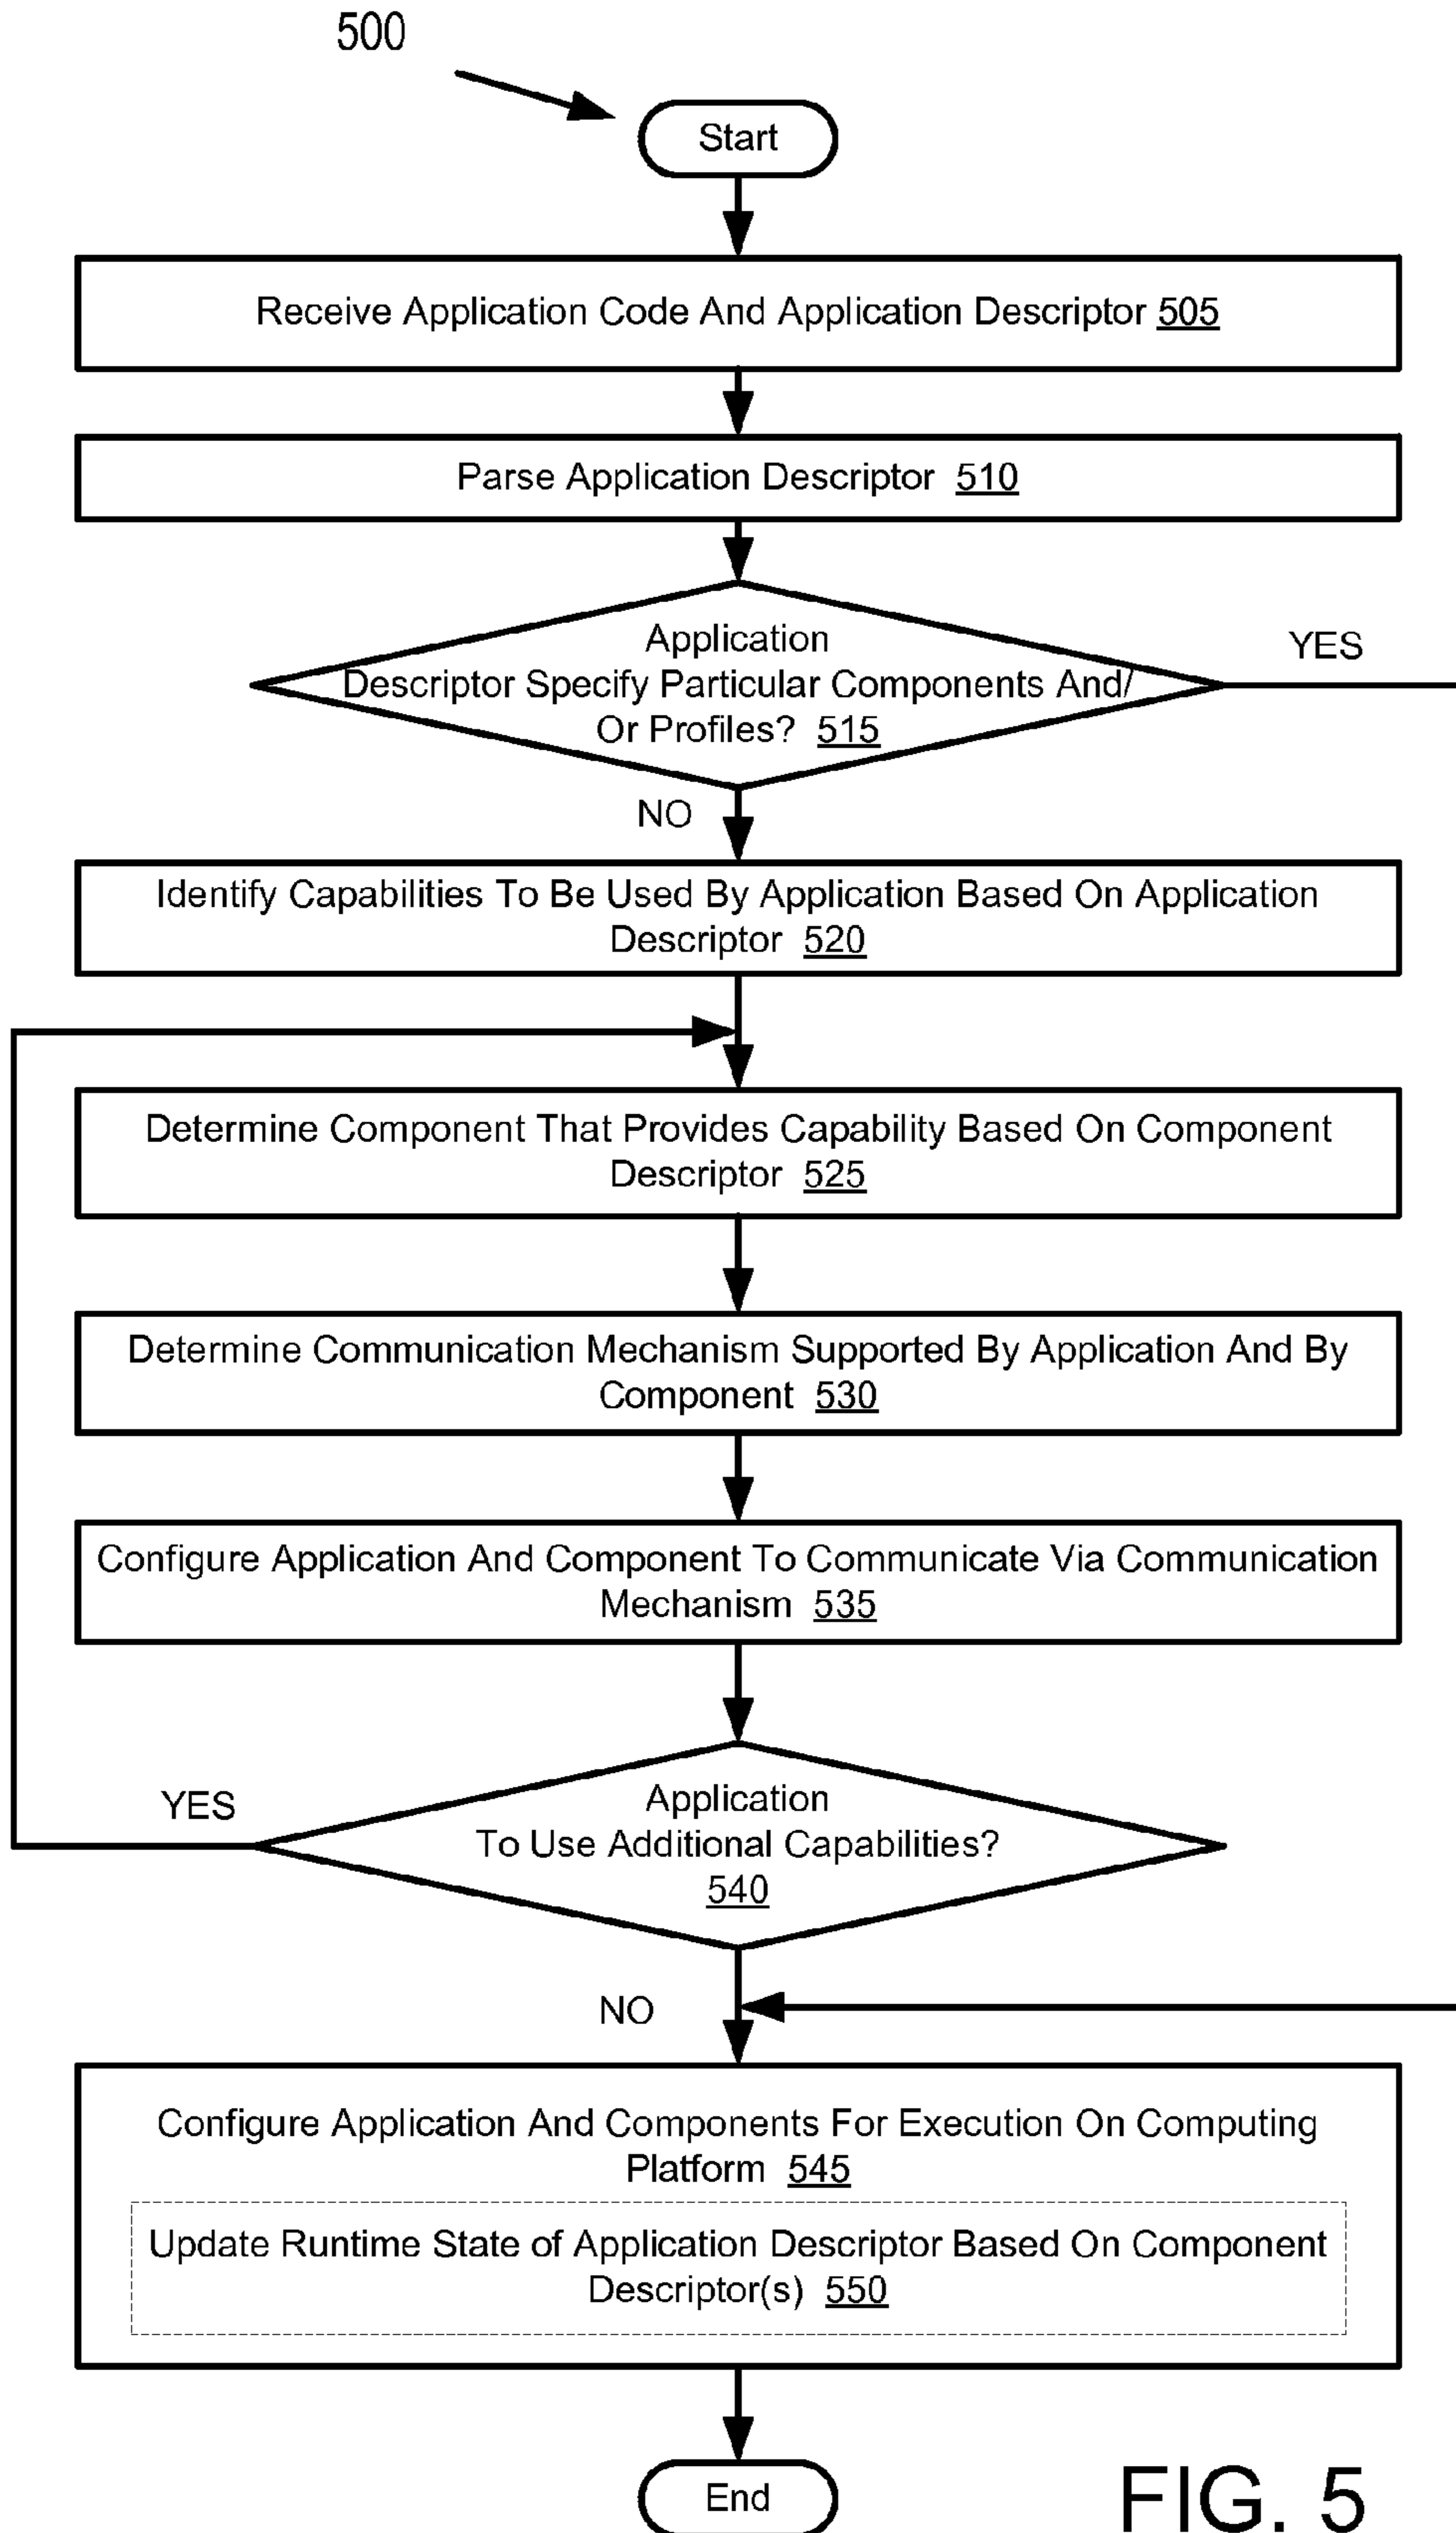 500
Start
Receive Application Code And Application Descriptor 505
Parse Application Descriptor 510
Application
Descriptor Specify Particular Components And/
Or Profiles? 515
YES
NO
Identify Capabilities To Be Used By Application Based On Application
Descriptor 520
Determine Component That Provides Capability Based On Component
Descriptor 525
Determine Communication Mechanism Supported By Application And By
Component 530
Configure Application And Component To Communicate Via Communication
Mechanism 535
YES
Application
To Use Additional Capabilities?
540
NO
Configure Application And Components For Execution On Computing
Platform 545
Update Runtime State of Application Descriptor Based On Component
Descriptor(s) 550
End
FIG. 5